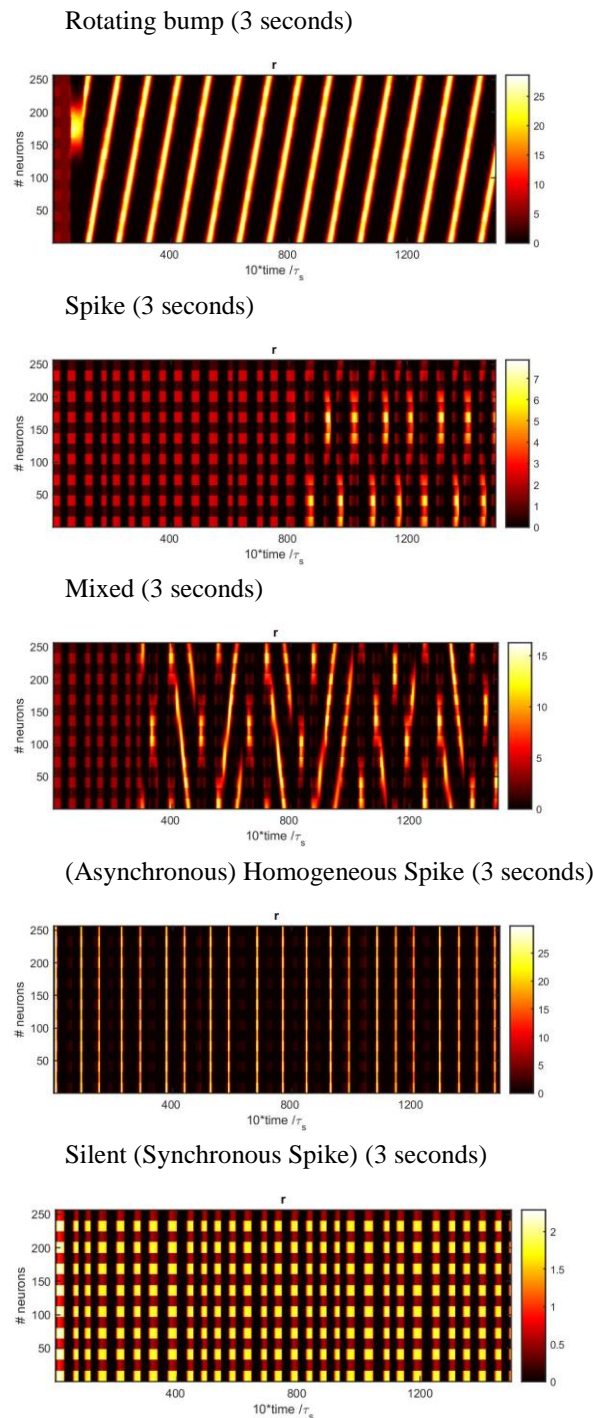 Rotating bump (3 seconds)
r
250
200
150
100
50
# neurons
400 800 1200
10*time /τs
25
20
15
10
5
0
Spike (3 seconds)
r
250
200
150
100
50
# neurons
400 800 1200
10*time /τs
7
6
5
4
3
2
1
0
Mixed (3 seconds)
r
250
200
150
100
50
# neurons
400 800 1200
10*time /τs
15
10
5
0
(Asynchronous) Homogeneous Spike (3 seconds)
r
250
200
150
100
50
# neurons
400 800 1200
10*time /τs
25
20
15
10
5
0
Silent (Synchronous Spike) (3 seconds)
r
250
200
150
100
50
# neurons
400 800 1200
10*time /τs
2
1.5
1
0.5
0